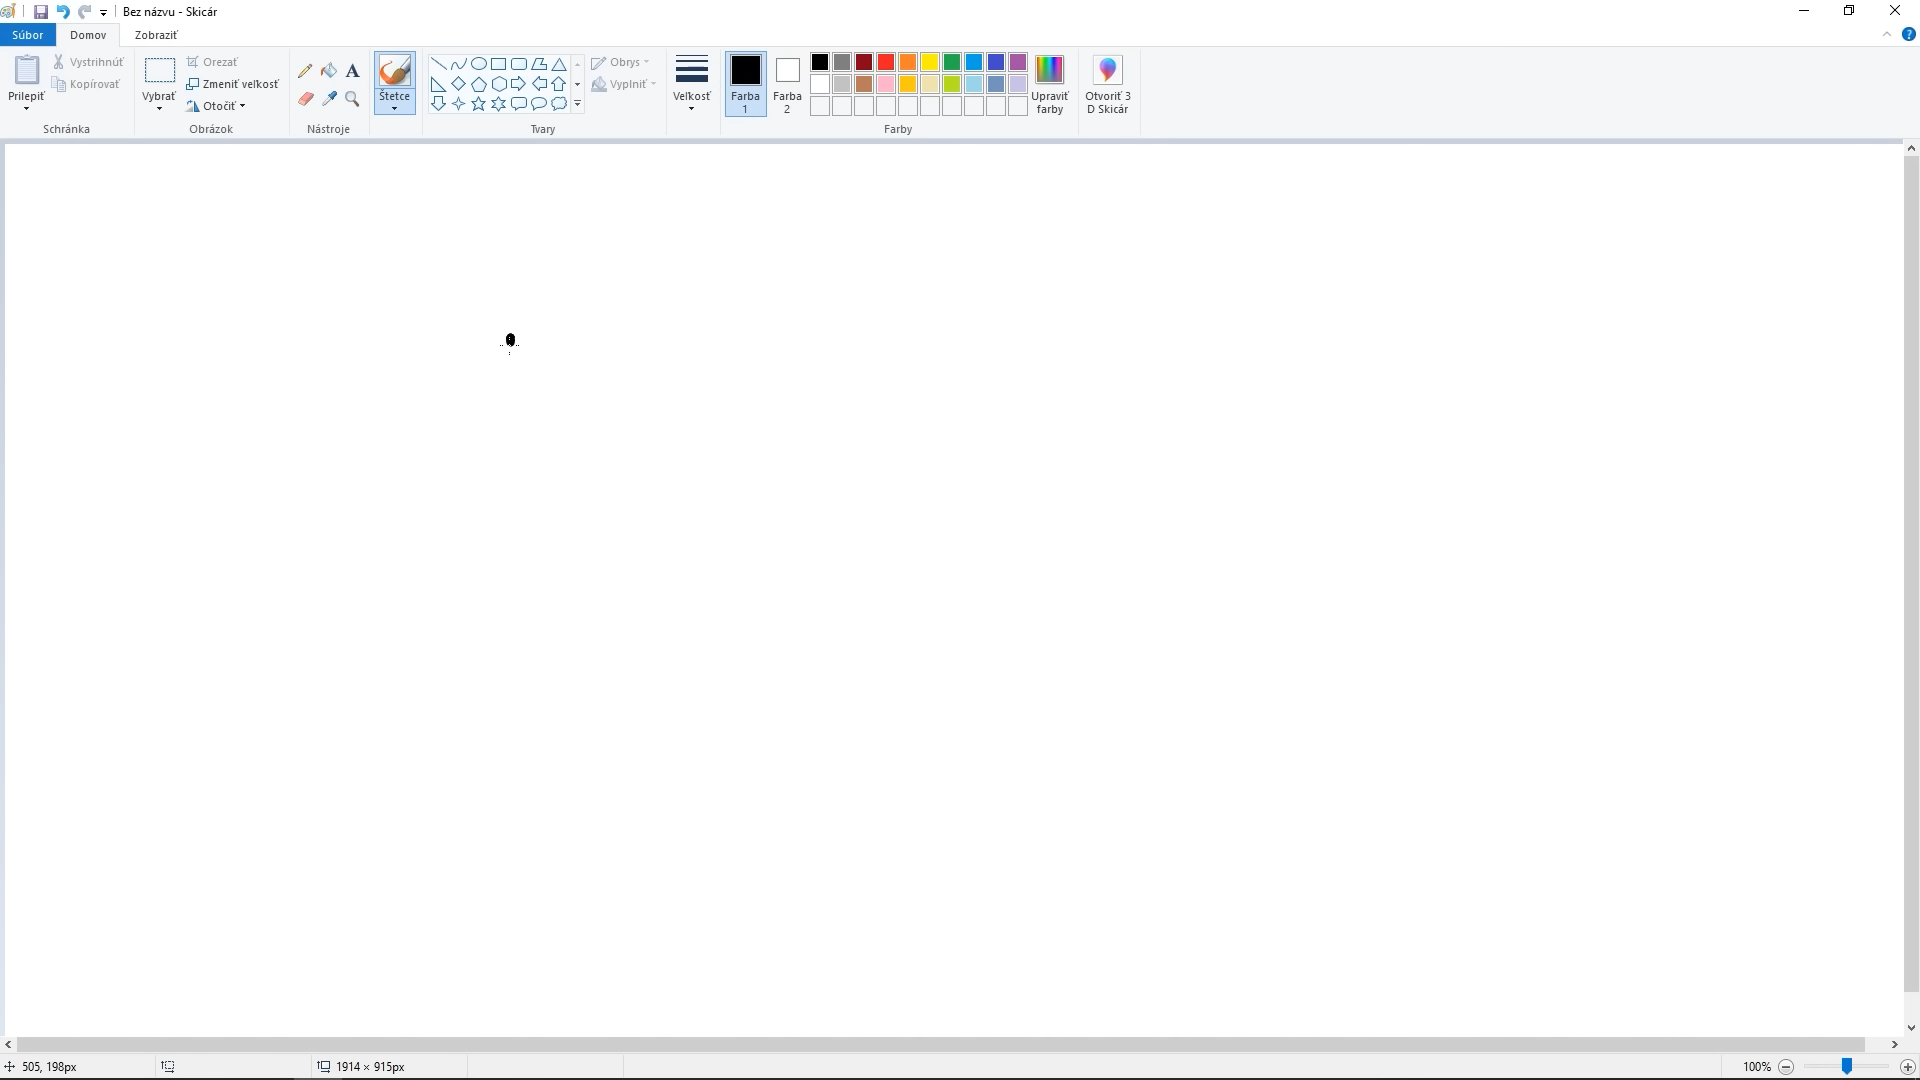 Bez názvu - Skicár
Súbor
Domov
Zobraziť
Prilepiť
Vystrihnúť
Kopírovať
Schránka
Vybrať
Orezať
Zmeniť veľkosť
Otočiť
Obrázok
A
Nástroje
Štetce
Obrys
Vyplniť
Tvary
Veľkosť
Farba
1
Farba
2
Upraviť
farby
Farby
Otvoriť 3
D Skicár
?
505, 198px
1914 × 915px
100%